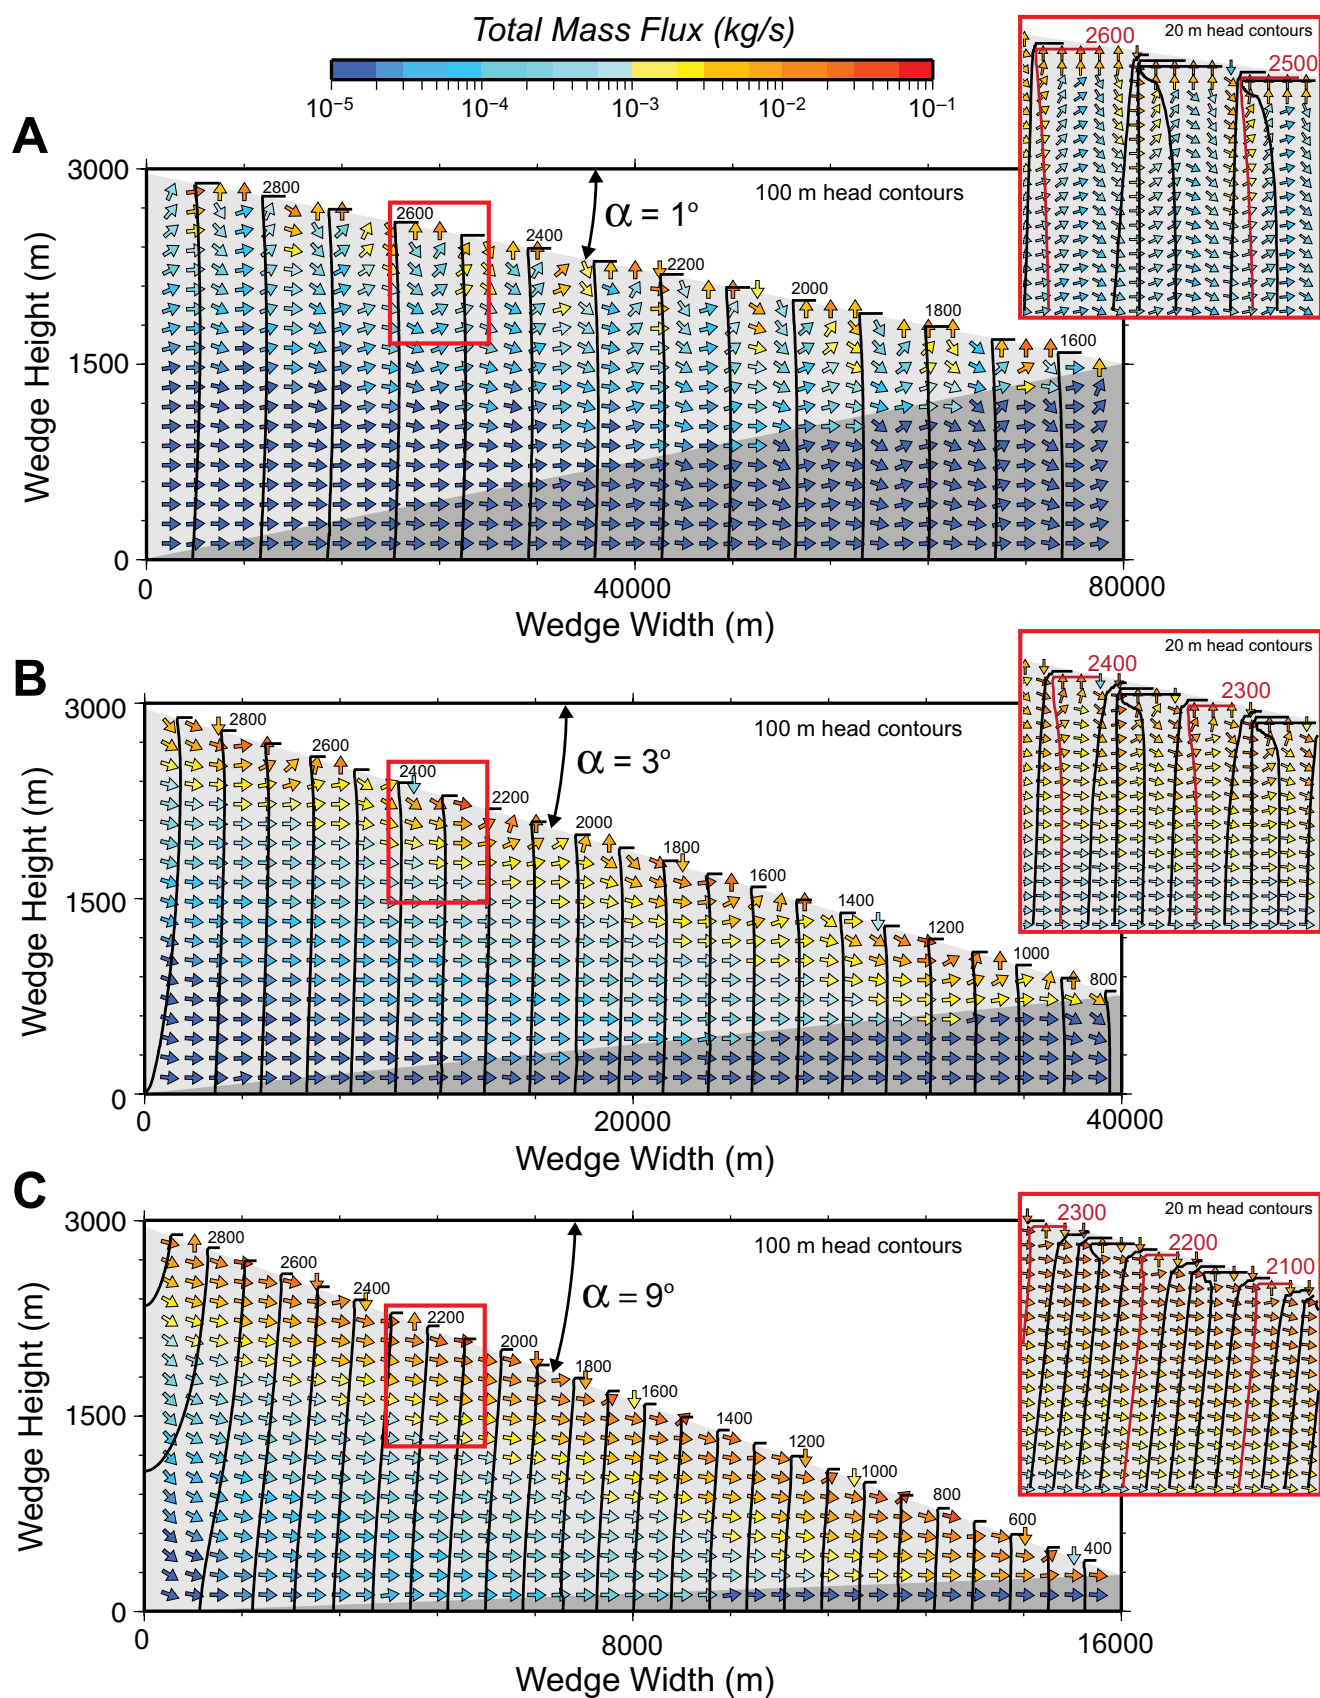 Total Mass Flux (kg/s)
10⁻⁵ 10⁻⁴ 10⁻³ 10⁻² 10⁻¹
A
20 m head contours
2600
2500
100 m head contours
α = 1°
2800
2600
2400
2200
2000
1800
1600
3000
1500
0
Wedge Height (m)
0 40000 80000
Wedge Width (m)
B
20 m head contours
2400
2300
100 m head contours
α = 3°
2800
2600
2400
2200
2000
1800
1600
1400
1200
1000
800
3000
1500
0
Wedge Height (m)
0 20000 40000
Wedge Width (m)
C
20 m head contours
2300
2200
2100
100 m head contours
α = 9°
2800
2600
2400
2200
2000
1800
1600
1400
1200
1000
800
600
400
3000
1500
0
Wedge Height (m)
0 8000 16000
Wedge Width (m)